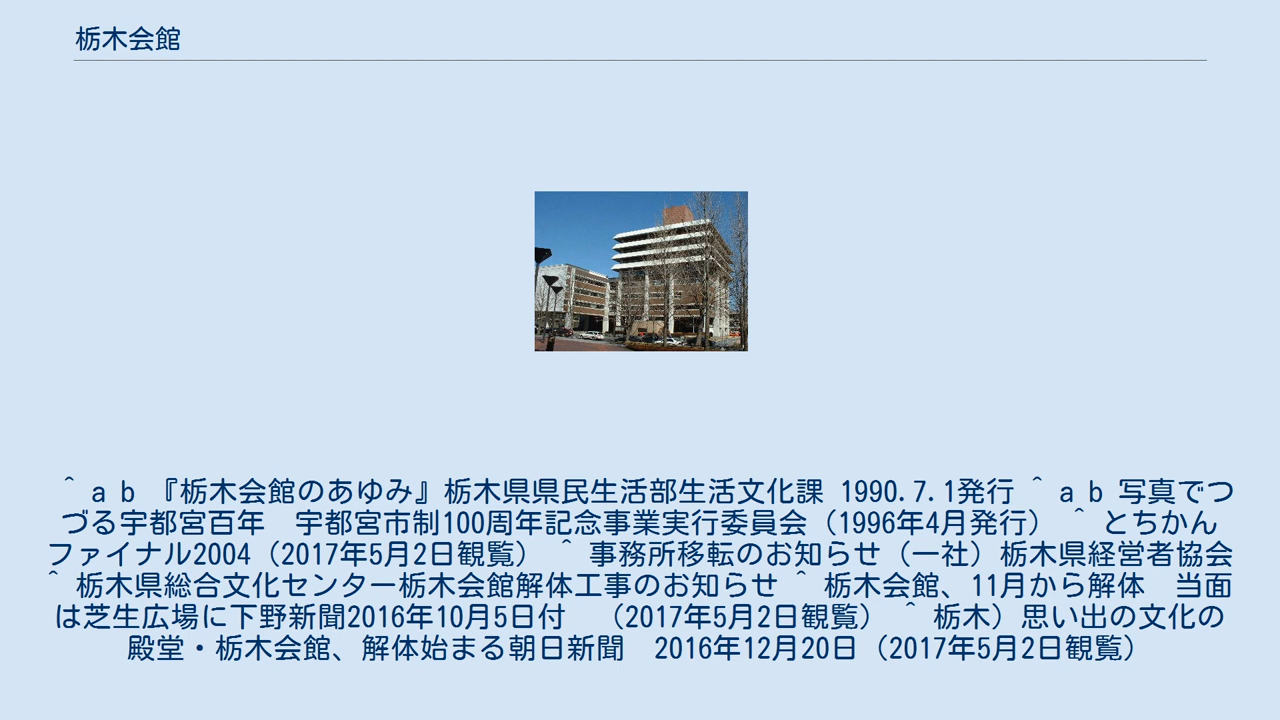 栃木会館
^ a b 『栃木会館のあゆみ』栃木県県民生活部生活文化課 1990.7.1発行 ^ a b 写真でつ
づる宇都宮百年　宇都宮市制100周年記念事業実行委員会（1996年4月発行） ^ とちかん
ファイナル2004（2017年5月2日観覧） ^ 事務所移転のお知らせ（一社）栃木県経営者協会
^ 栃木県総合文化センター栃木会館解体工事のお知らせ ^ 栃木会館、11月から解体　当面
は芝生広場に下野新聞2016年10月5日付　（2017年5月2日観覧） ^ 栃木）思い出の文化の
殿堂・栃木会館、解体始まる朝日新聞　2016年12月20日（2017年5月2日観覧）